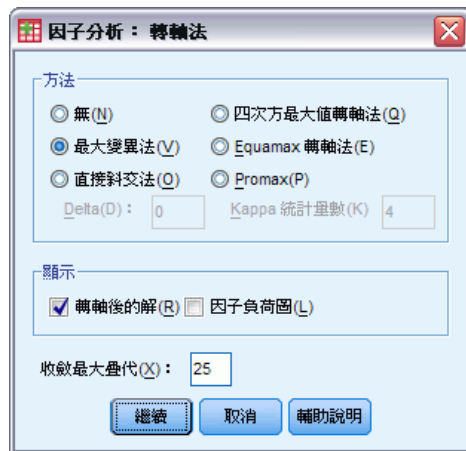 因子分析：轉軸法
方法
無(N) 四次方最大值轉軸法(Q)
最大變異法(V) Equamax 轉軸法(E)
直接斜交法(O) Promax(P)
Delta(D)： 0 Kappa 統計量數(K) 4
顯示
轉軸後的解(R) 因子負荷圖(L)
收斂最大疊代(X)： 25
繼續 取消 輔助說明